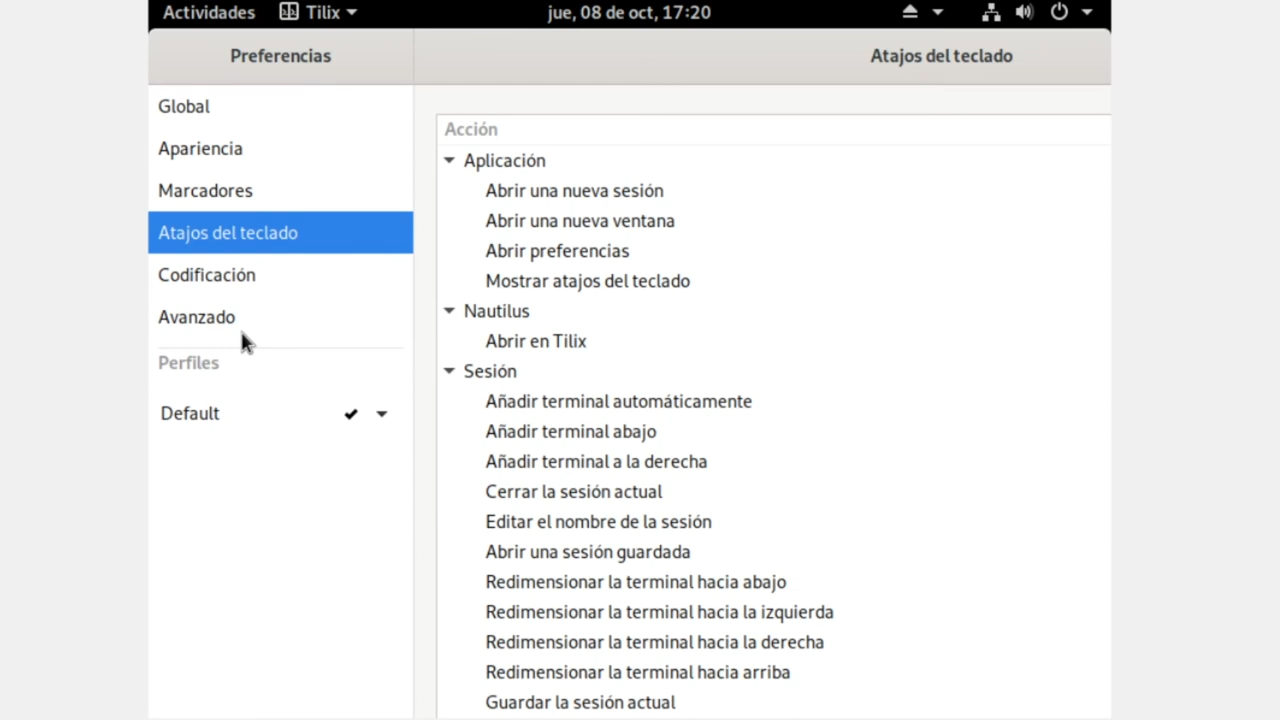 Actividades Tilix jue, 08 de oct, 17:20
Preferencias
Atajos del teclado
Global
Apariencia
Marcadores
Atajos del teclado
Codificación
Avanzado
Perfiles
Default
Acción
Aplicación
Abrir una nueva sesión
Abrir una nueva ventana
Abrir preferencias
Mostrar atajos del teclado
Nautilus
Abrir en Tilix
Sesión
Añadir terminal automáticamente
Añadir terminal abajo
Añadir terminal a la derecha
Cerrar la sesión actual
Editar el nombre de la sesión
Abrir una sesión guardada
Redimensionar la terminal hacia abajo
Redimensionar la terminal hacia la izquierda
Redimensionar la terminal hacia la derecha
Redimensionar la terminal hacia arriba
Guardar la sesión actual